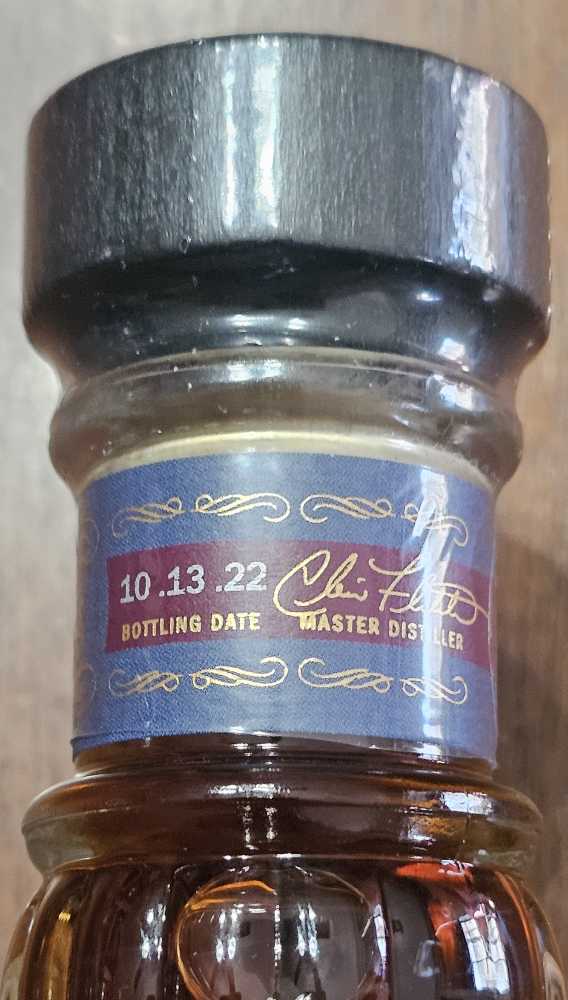 10 .13 .22
BOTTLING DATE
MASTER DISTILLER